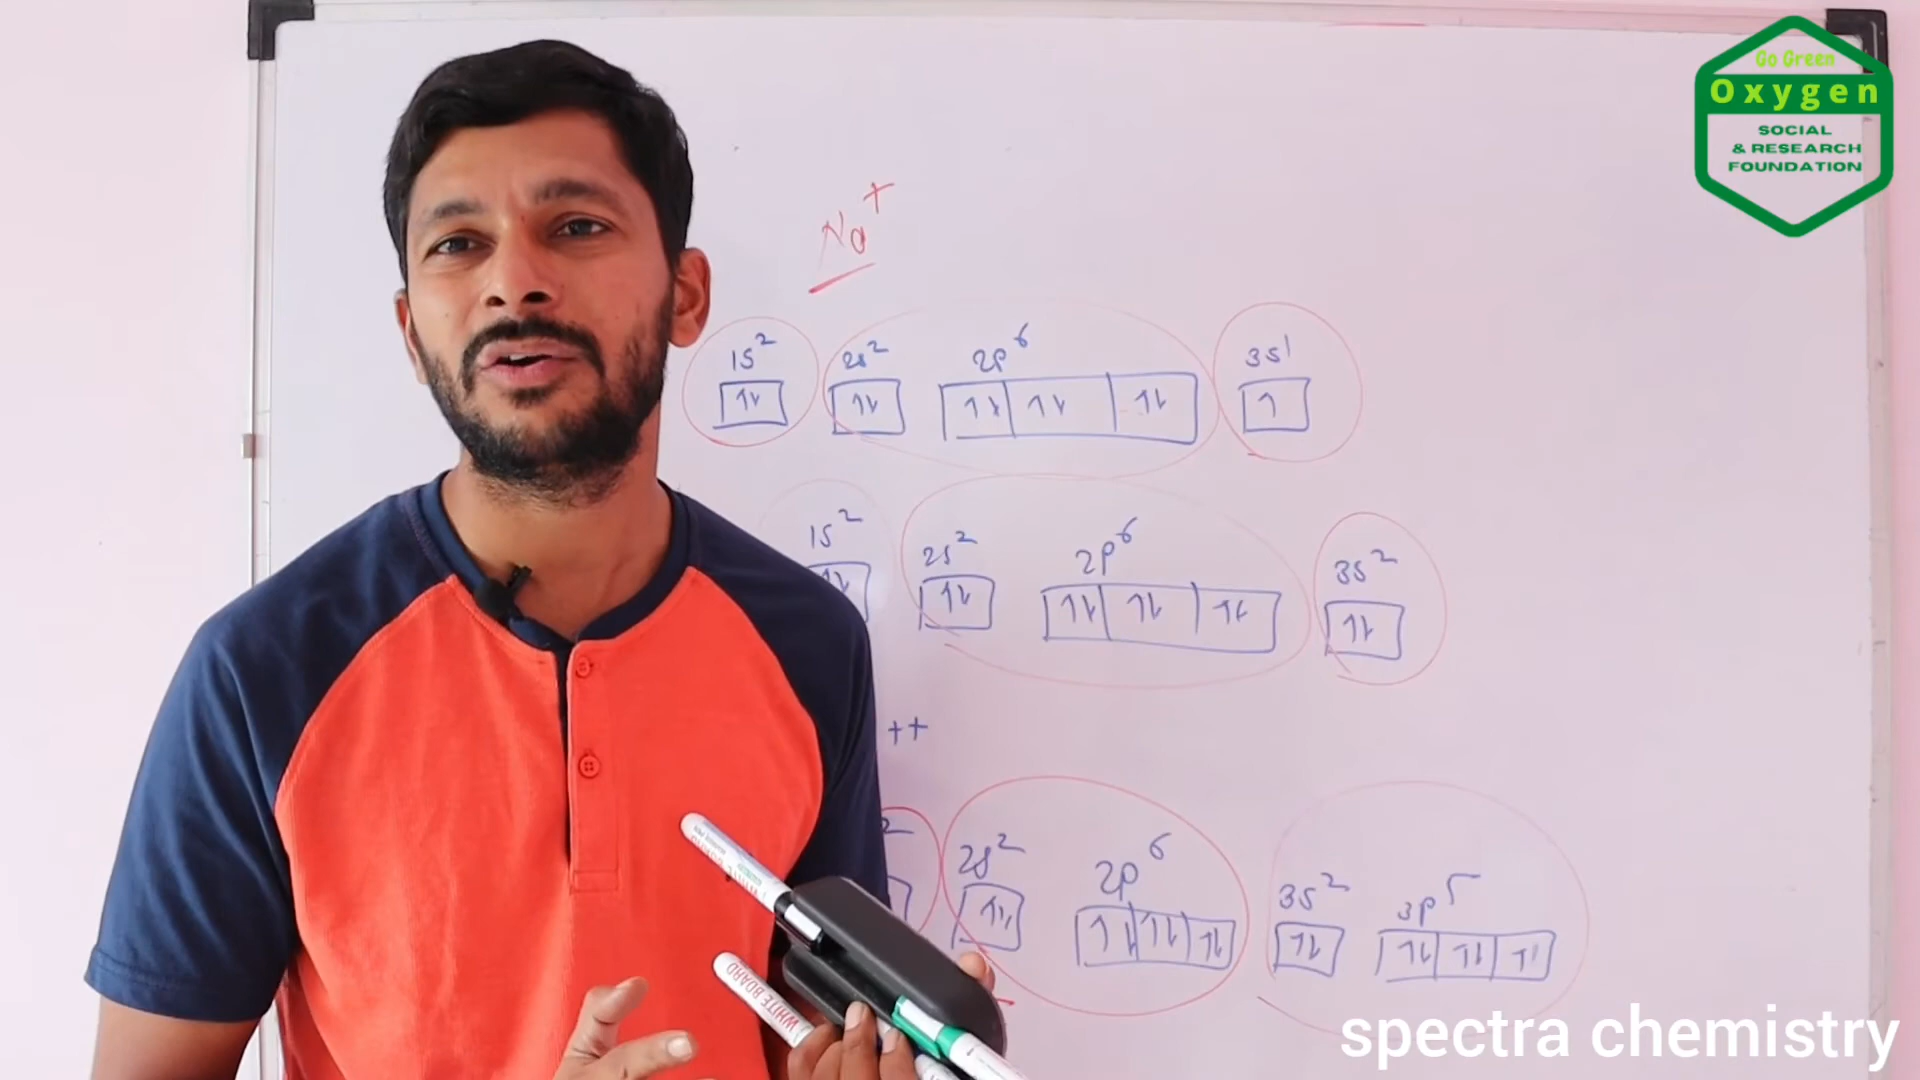 Go Green
Oxygen
SOCIAL
& RESEARCH
FOUNDATION
Na⁺
1s² 2s² 2p⁶ 3s¹
1s² 2s² 2p⁶ 3s²
++
2s² 2p⁶ 3s² 3p⁵
WHITE BOARD
spectra chemistry